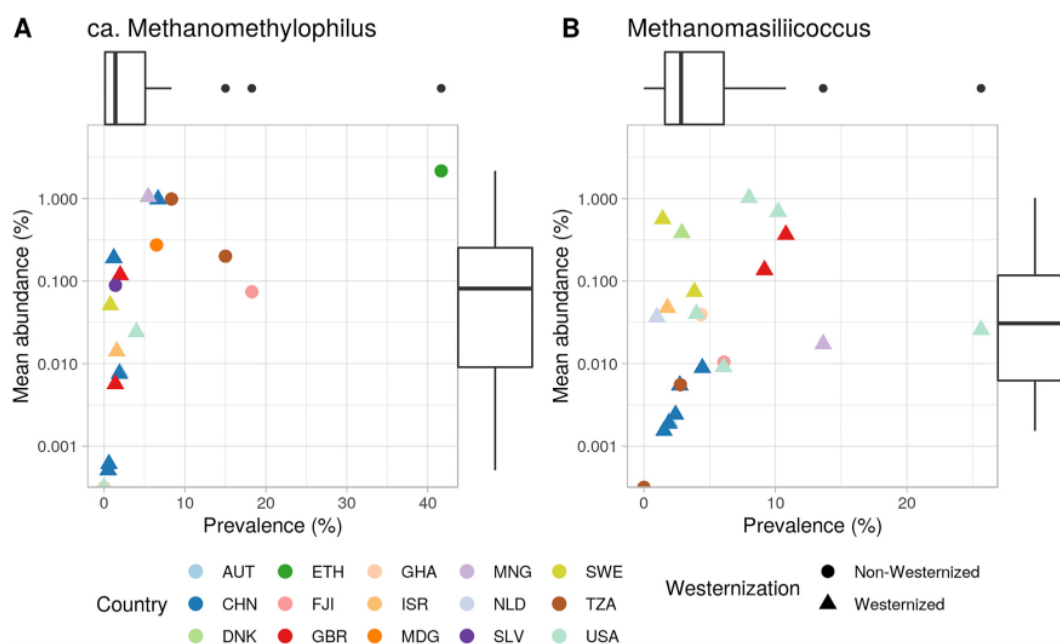 A ca. Methanomethylophilus
B Methanomasiliicoccus
Mean abundance (%)
1.000
0.100
0.010
0.001
0 10 20 30 40
Prevalence (%)
Mean abundance (%)
1.000
0.100
0.010
0.001
0 10 20
Prevalence (%)
Country
AUT ETH GHA MNG SWE
CHN FJI ISR NLD TZA
DNK GBR MDG SLV USA
Westernization
Non-Westernized
Westernized